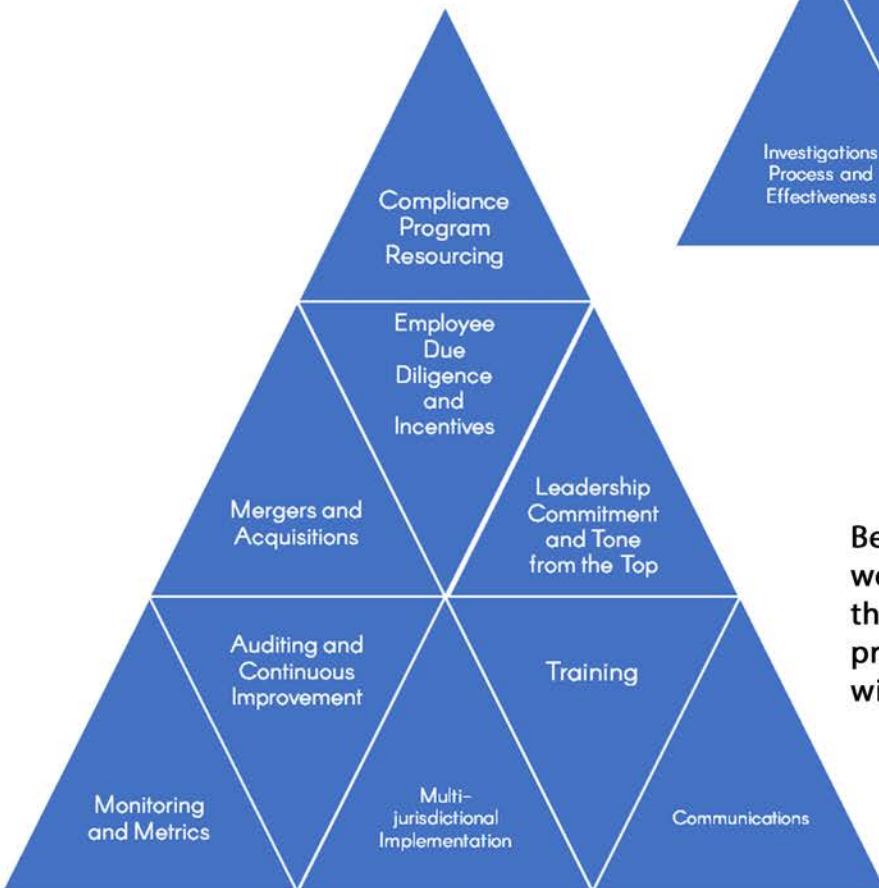 Compliance
Program
Resourcing
Employee
Due
Diligence
and
Incentives
Mergers and
Acquisitions
Leadership
Commitment
and Tone
from the Top
Auditing and
Continuous
Improvement
Training
Monitoring
and Metrics
Multi-
jurisdictional
Implementation
Communications
Investigations
Process and
Effectiveness